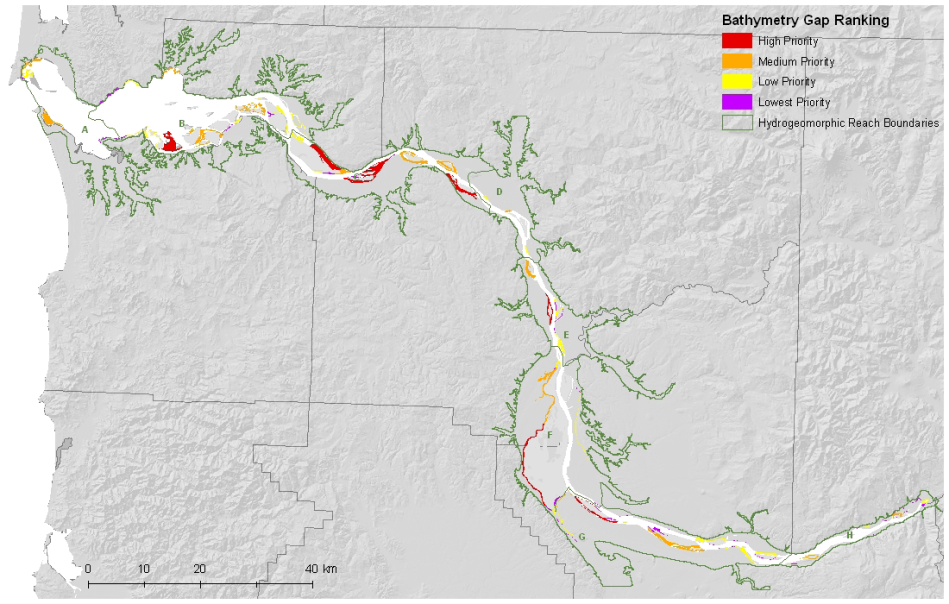 Bathymetry Gap Ranking
High Priority
Medium Priority
Low Priority
Lowest Priority
Hydrogeomorphic Reach Boundaries
A
B
D
E
F
G
H
0 10 20 40 km